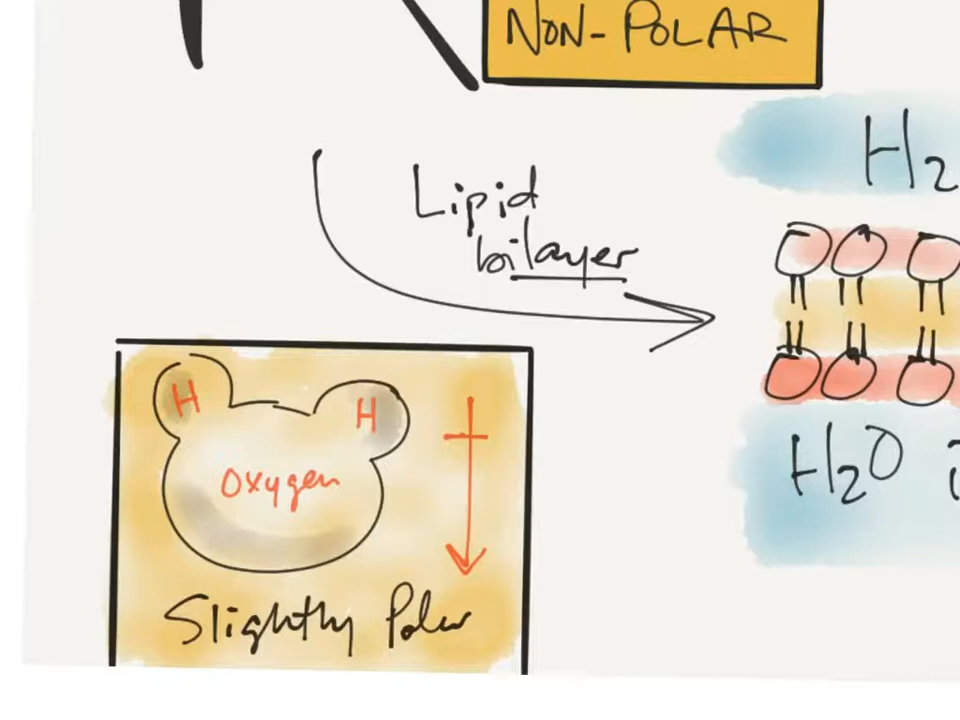 NON-POLAR
H2
Lipid
bilayer
H H
Oxygen
H2O
Slightly Polar